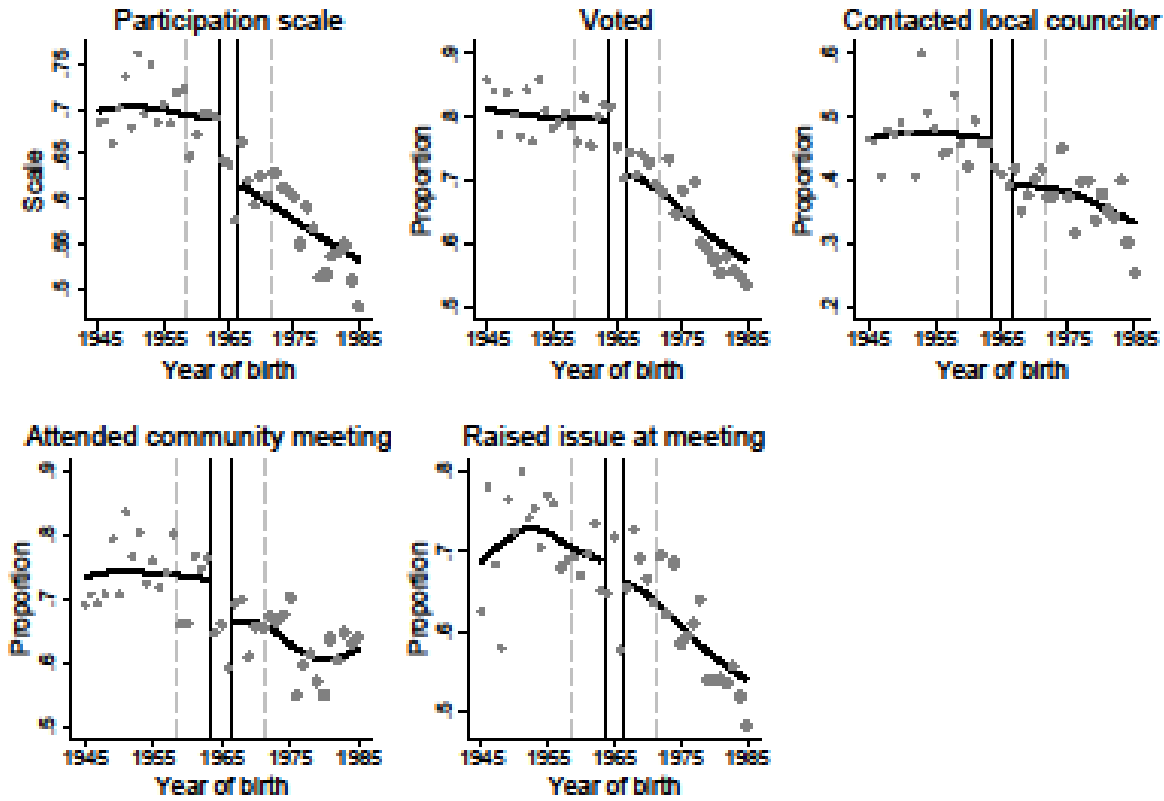 Participation scale
Scale
.75
.7
.65
.6
.55
.5
1945 1955 1965 1975 1985
Year of birth
Voted
Proportion
.9
.8
.7
.6
.5
1945 1955 1965 1975 1985
Year of birth
Contacted local councilor
Proportion
.6
.5
.4
.3
.2
1945 1955 1965 1975 1985
Year of birth
Attended community meeting
Proportion
.9
.8
.7
.6
.5
1945 1955 1965 1975 1985
Year of birth
Raised issue at meeting
Proportion
.8
.7
.6
.5
1945 1955 1965 1975 1985
Year of birth